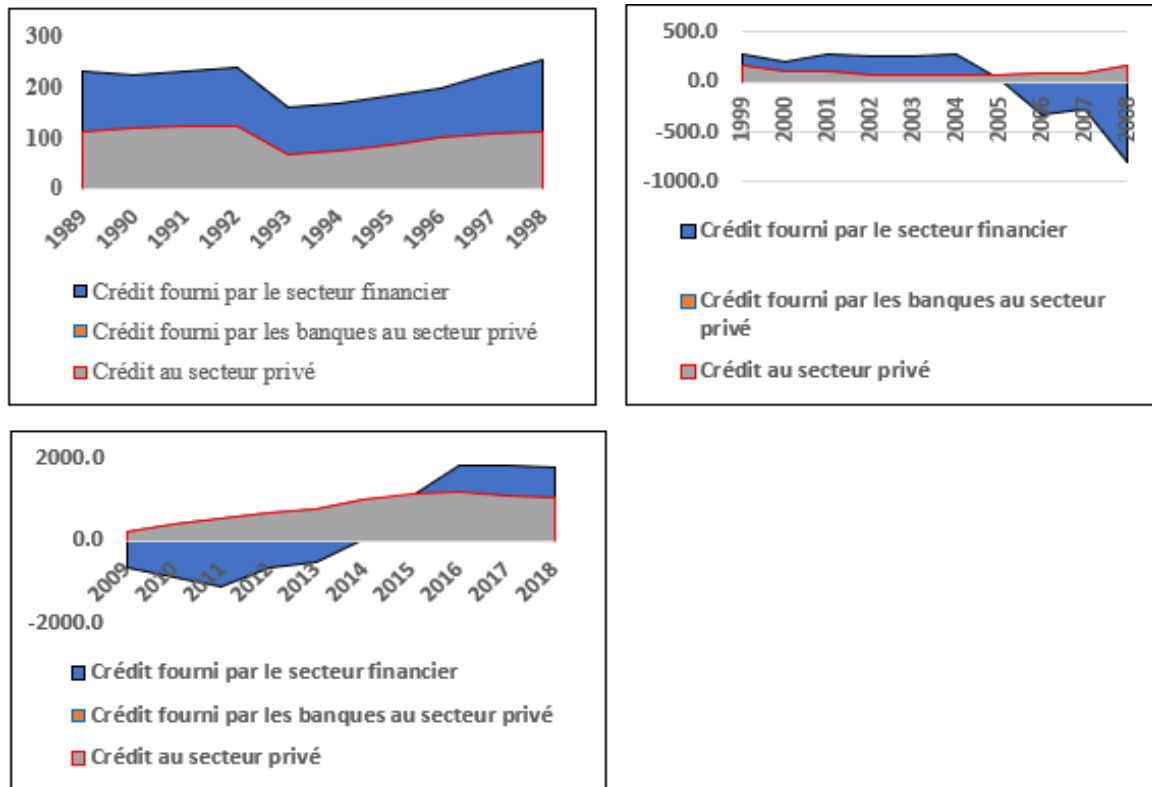 300
200
100
0
1989 1990 1991 1992 1993 1994 1995 1996 1997 1998
Crédit fourni par le secteur financier
Crédit fourni par les banques au secteur privé
Crédit au secteur privé
500.0
0.0
-500.0
-1000.0
1999 2000 2001 2002 2003 2004 2005 2006 2007 2008
Crédit fourni par le secteur financier
Crédit fourni par les banques au secteur
privé
Crédit au secteur privé
2000.0
0.0
-2000.0
2009 2010 2011 2012 2013 2014 2015 2016 2017 2018
Crédit fourni par le secteur financier
Crédit fourni par les banques au secteur privé
Crédit au secteur privé